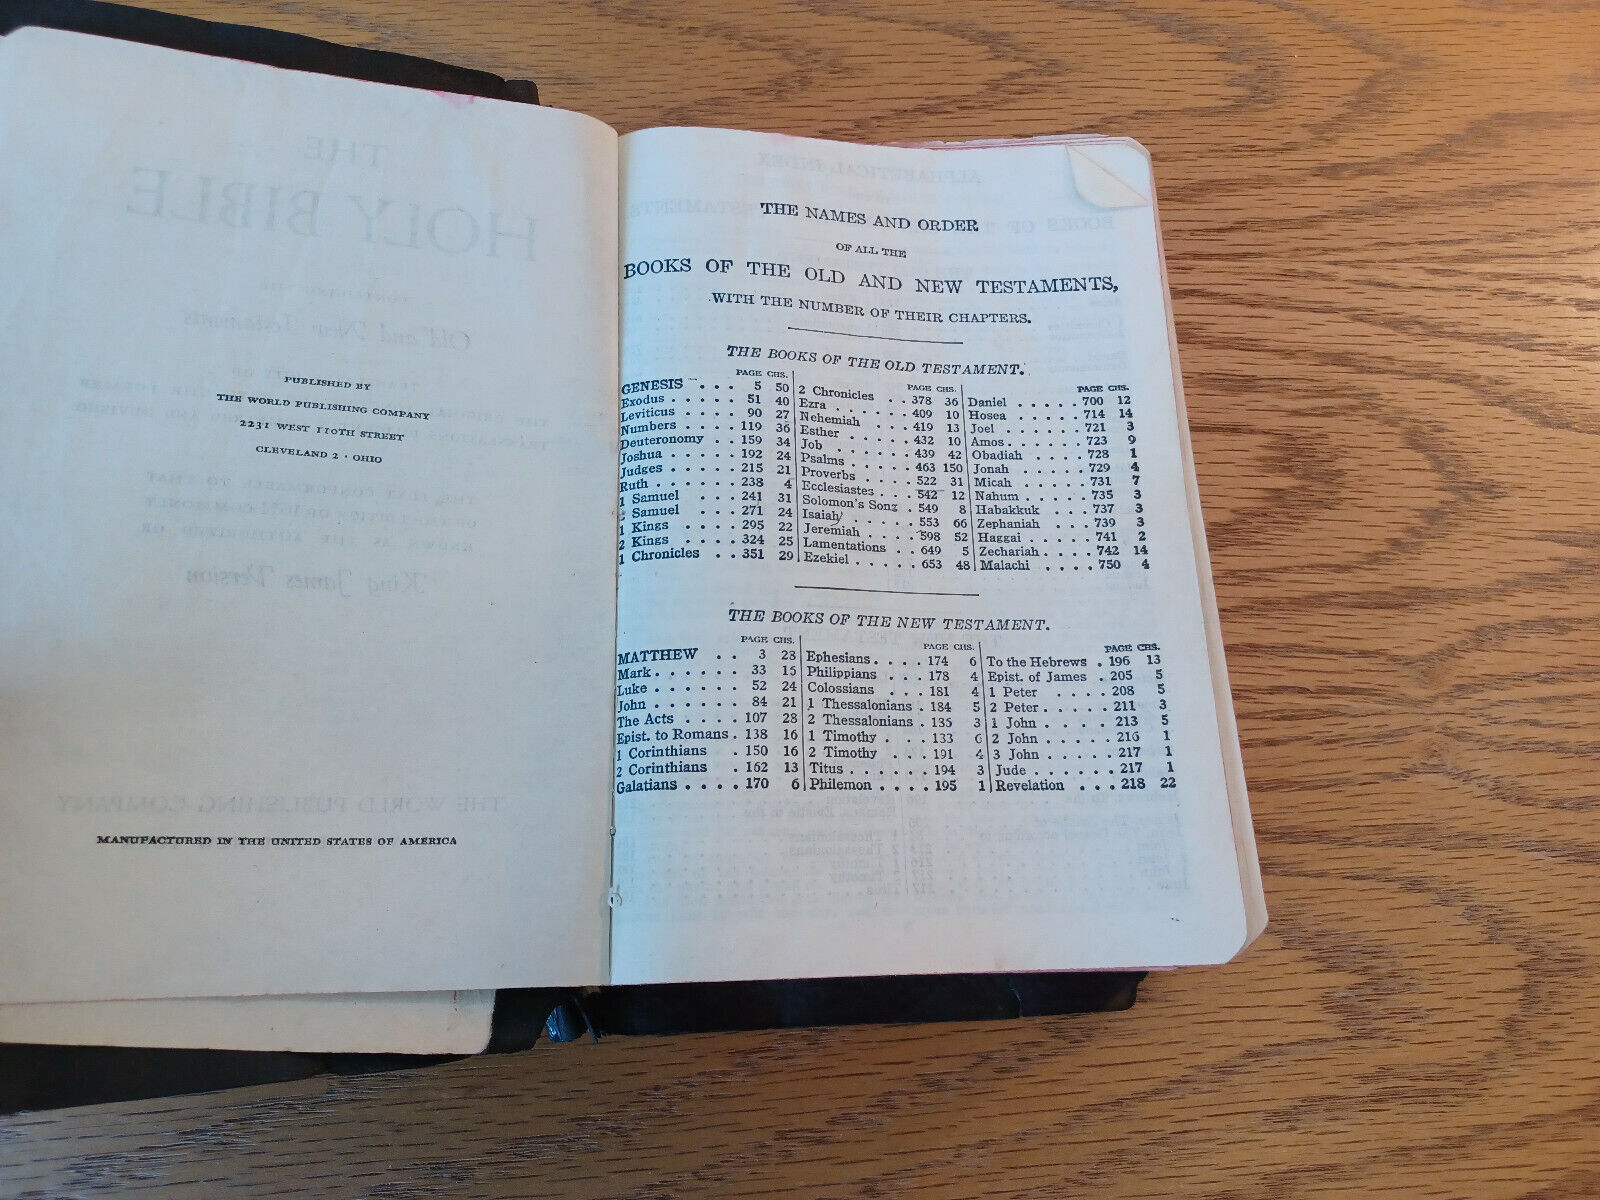 PUBLISHED BY
THE WORLD PUBLISHING COMPANY
2231 WEST 110TH STREET
CLEVELAND 2 · OHIO
MANUFACTURED IN THE UNITED STATES OF AMERICA
THE NAMES AND ORDER
OF ALL THE
BOOKS OF THE OLD AND NEW TESTAMENTS,
WITH THE NUMBER OF THEIR CHAPTERS.
THE BOOKS OF THE OLD TESTAMENT.
PAGE CHS.
GENESIS . . . 5 50
Exodus . . . . . 51 40
Leviticus . . . . 90 27
Numbers . . . . 119 36
Deuteronomy . . 159 34
Joshua . . . . . 192 24
Judges . . . . . 215 21
Ruth . . . . . . 238 4
1 Samuel . . . 241 31
2 Samuel . . . 271 24
1 Kings . . . . 295 22
2 Kings . . . . 324 25
1 Chronicles . . 351 29
PAGE CHS.
2 Chronicles . . 378 36
Ezra . . . . . . 409 10
Nehemiah . . . . 419 13
Esther . . . . . 432 10
Job . . . . . . 439 42
Psalms . . . . . 463 150
Proverbs . . . . 522 31
Ecclesiastes . . . 542 12
Solomon's Song . 549 8
Isaiah . . . . . 553 66
Jeremiah . . . . 598 52
Lamentations . . 649 5
Ezekiel . . . . . 653 48
PAGE CHS.
Daniel . . . . . 700 12
Hosea . . . . . 714 14
Joel . . . . . . 721 3
Amos . . . . . . 723 9
Obadiah . . . . 728 1
Jonah . . . . . 729 4
Micah . . . . . 731 7
Nahum . . . . . 735 3
Habakkuk . . . 737 3
Zephaniah . . . 739 3
Haggai . . . . 741 2
Zechariah . . . . 742 14
Malachi . . . . 750 4
THE BOOKS OF THE NEW TESTAMENT.
PAGE CHS.
MATTHEW . . 3 28
Mark . . . . . . 33 16
Luke . . . . . . 52 24
John . . . . . . 84 21
The Acts . . . . 107 28
Epist. to Romans . 138 16
1 Corinthians . 150 16
2 Corinthians . 162 13
Galatians . . . . 170 6
PAGE CHS.
Ephesians . . . . 174 6
Philippians . . . 178 4
Colossians . . . 181 4
1 Thessalonians . 184 5
2 Thessalonians . 3
1 Timothy . . . . 6
2 Timothy . . . . 191 4
Titus . . . . . . 194 3
Philemon . . . . 195 1
PAGE CHS.
To the Hebrews . 196 13
Epist. of James . 205 5
1 Peter . . . . 208 5
2 Peter . . . . . 211 3
1 John . . . . 213 5
2 John . . . . . 216 1
3 John . . . . . 217 1
Jude . . . . . . 217 1
Revelation . . . 218 22